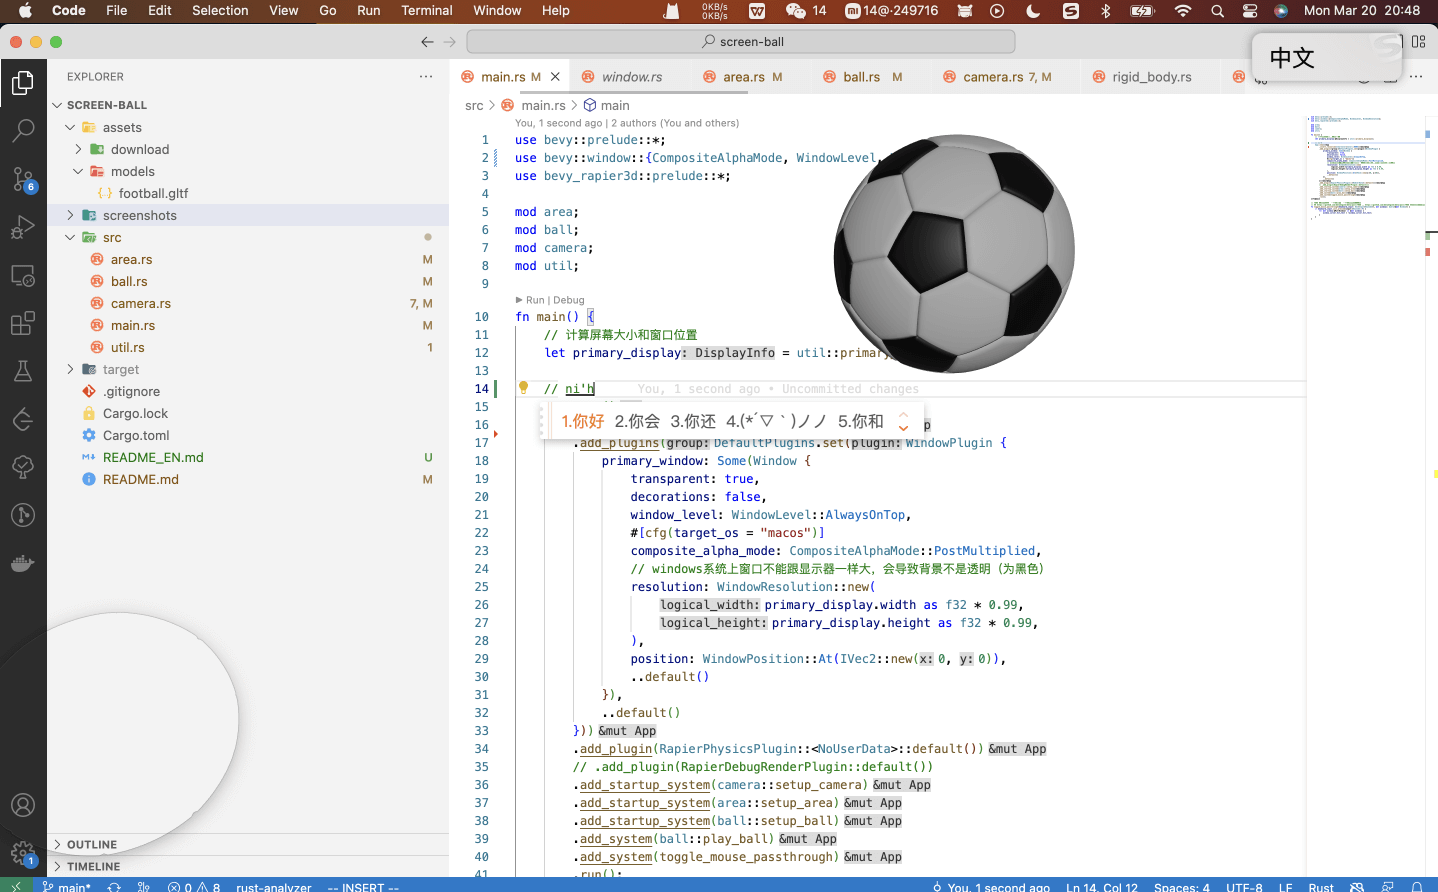 Code File Edit Selection View Go Run Terminal Window Help 0KB/s 0KB/s 14 14@·249716 Mon Mar 20 20:48
screen-ball
中文
EXPLORER
SCREEN-BALL
assets
download
models
football.gltf
screenshots
src
area.rs M
ball.rs M
camera.rs 7, M
main.rs M
util.rs 1
target
.gitignore
Cargo.lock
Cargo.toml
README_EN.md U
README.md M
OUTLINE
TIMELINE
6
1
main.rs M window.rs area.rs M ball.rs M camera.rs 7, M rigid_body.rs
src > main.rs > main
You, 1 second ago | 2 authors (You and others)
1 use bevy::prelude::*;
2 use bevy::window::{CompositeAlphaMode, WindowLevel,
3 use bevy_rapier3d::prelude::*;
4
5 mod area;
6 mod ball;
7 mod camera;
8 mod util;
9
Run | Debug
10 fn main() {
11 // 计算屏幕大小和窗口位置
12 let primary_display: DisplayInfo = util::primary
13
14 // ni'h You, 1 second ago • Uncommitted changes
15
1.你好 2.你会 3.你还 4.(*´▽｀)ノノ 5.你和
16 p
17 .add_plugins(group: DefaultPlugins.set(plugin: WindowPlugin {
18 primary_window: Some(Window {
19 transparent: true,
20 decorations: false,
21 window_level: WindowLevel::AlwaysOnTop,
22 #[cfg(target_os = "macos")]
23 composite_alpha_mode: CompositeAlphaMode::PostMultiplied,
24 // windows系统上窗口不能跟显示器一样大，会导致背景不是透明（为黑色）
25 resolution: WindowResolution::new(
26 logical_width: primary_display.width as f32 * 0.99,
27 logical_height: primary_display.height as f32 * 0.99,
28 ),
29 position: WindowPosition::At(IVec2::new(x: 0, y: 0)),
30 ..default()
31 }),
32 ..default()
33 })) &mut App
34 .add_plugin(RapierPhysicsPlugin::<NoUserData>::default()) &mut App
35 // .add_plugin(RapierDebugRenderPlugin::default())
36 .add_startup_system(camera::setup_camera) &mut App
37 .add_startup_system(area::setup_area) &mut App
38 .add_startup_system(ball::setup_ball) &mut App
39 .add_system(ball::play_ball) &mut App
40 .add_system(toggle_mouse_passthrough) &mut App
41 .run();
main* 0 8 rust-analyzer -- INSERT -- You, 1 second ago Ln 14, Col 12 Spaces: 4 UTF-8 LF Rust